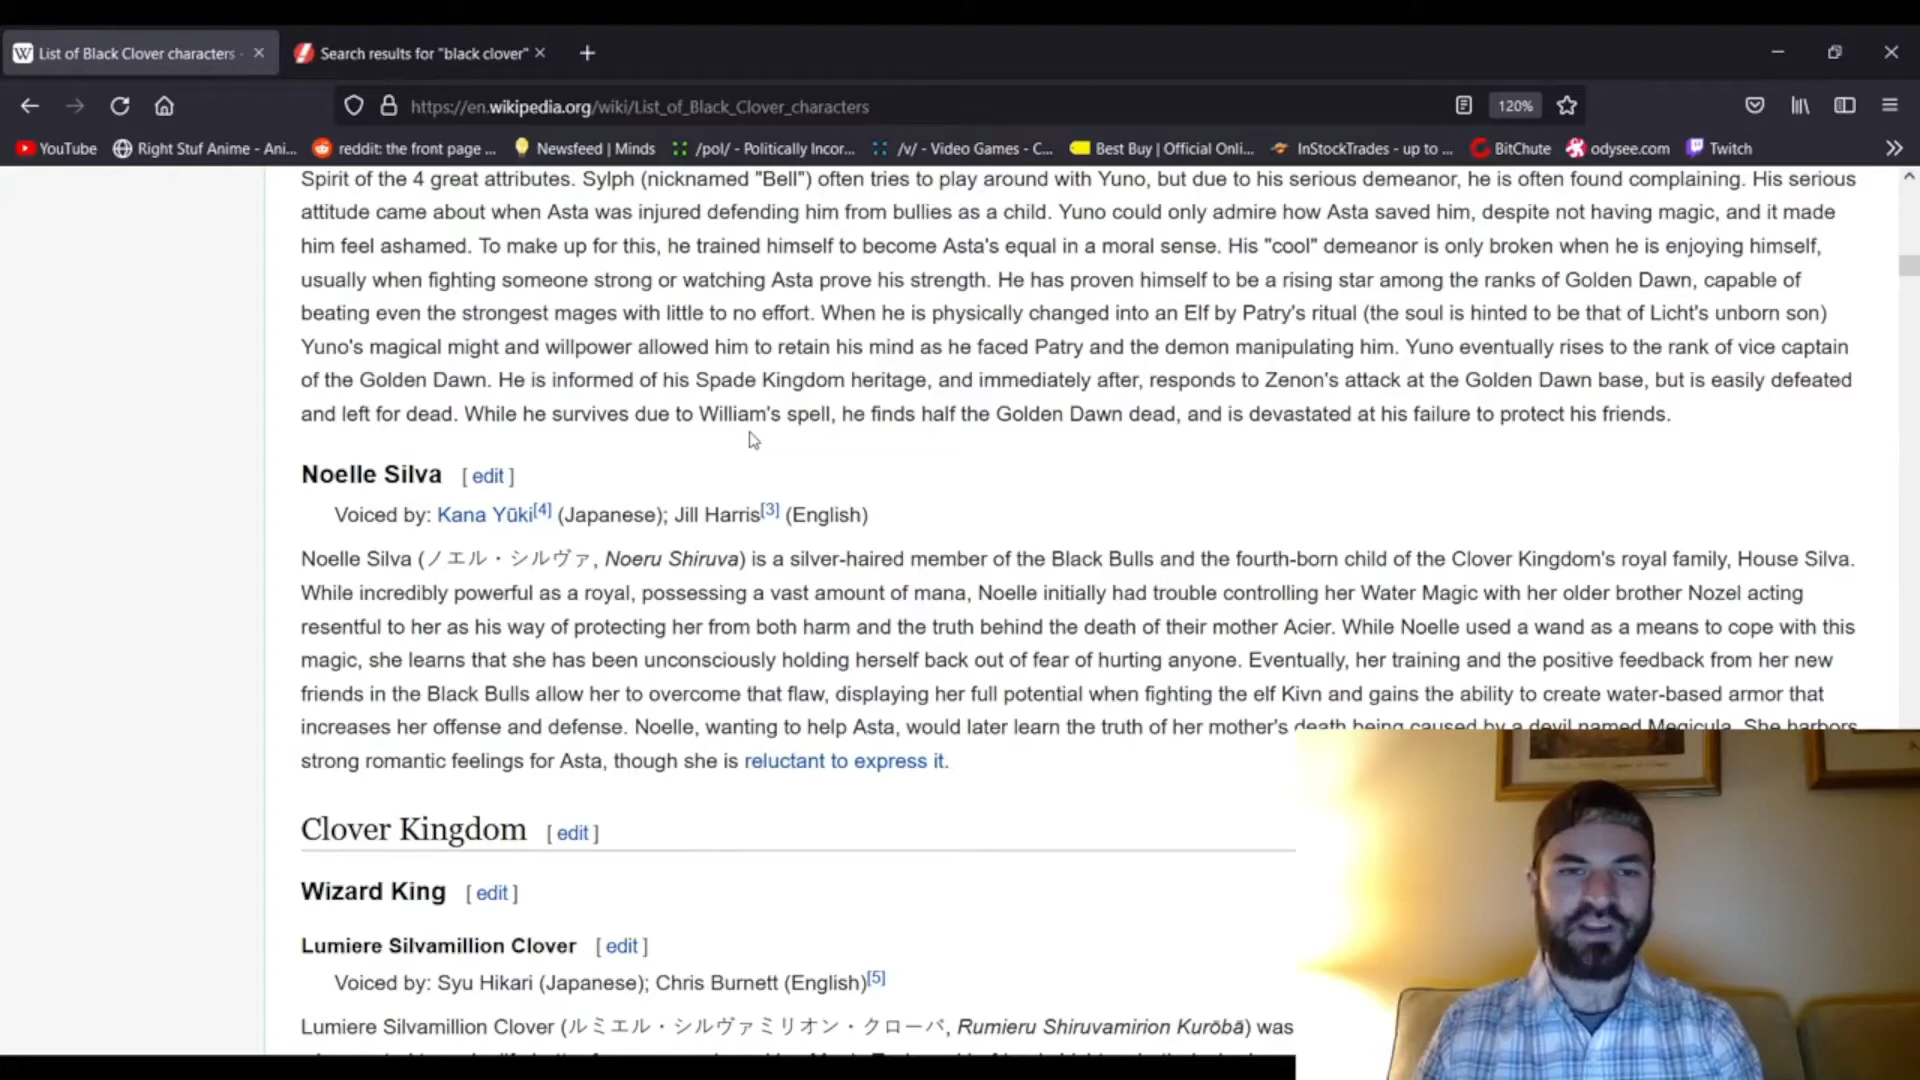 List of Black Clover characters -
Search results for "black clover"
https://en.wikipedia.org/wiki/List_of_Black_Clover_characters
120%
YouTube
Right Stuf Anime - Ani...
reddit: the front page ...
Newsfeed | Minds
/pol/ - Politically Incor...
/v/ - Video Games - C...
Best Buy | Official Onli...
InStockTrades - up to ...
BitChute
odysee.com
Twitch
Spirit of the 4 great attributes. Sylph (nicknamed "Bell") often tries to play around with Yuno, but due to his serious demeanor, he is often found complaining. His serious
attitude came about when Asta was injured defending him from bullies as a child. Yuno could only admire how Asta saved him, despite not having magic, and it made
him feel ashamed. To make up for this, he trained himself to become Asta's equal in a moral sense. His "cool" demeanor is only broken when he is enjoying himself,
usually when fighting someone strong or watching Asta prove his strength. He has proven himself to be a rising star among the ranks of Golden Dawn, capable of
beating even the strongest mages with little to no effort. When he is physically changed into an Elf by Patry's ritual (the soul is hinted to be that of Licht's unborn son)
Yuno's magical might and willpower allowed him to retain his mind as he faced Patry and the demon manipulating him. Yuno eventually rises to the rank of vice captain
of the Golden Dawn. He is informed of his Spade Kingdom heritage, and immediately after, responds to Zenon's attack at the Golden Dawn base, but is easily defeated
and left for dead. While he survives due to William's spell, he finds half the Golden Dawn dead, and is devastated at his failure to protect his friends.
Noelle Silva [ edit ]
Voiced by: Kana Yūki[4] (Japanese); Jill Harris[3] (English)
Noelle Silva (ノエル・シルヴァ, Noeru Shiruva) is a silver-haired member of the Black Bulls and the fourth-born child of the Clover Kingdom's royal family, House Silva.
While incredibly powerful as a royal, possessing a vast amount of mana, Noelle initially had trouble controlling her Water Magic with her older brother Nozel acting
resentful to her as his way of protecting her from both harm and the truth behind the death of their mother Acier. While Noelle used a wand as a means to cope with this
magic, she learns that she has been unconsciously holding herself back out of fear of hurting anyone. Eventually, her training and the positive feedback from her new
friends in the Black Bulls allow her to overcome that flaw, displaying her full potential when fighting the elf Kivn and gains the ability to create water-based armor that
increases her offense and defense. Noelle, wanting to help Asta, would later learn the truth of her mother's death being caused by a devil named Megicula. She harbors
strong romantic feelings for Asta, though she is reluctant to express it.
Clover Kingdom [ edit ]
Wizard King [ edit ]
Lumiere Silvamillion Clover [ edit ]
Voiced by: Syu Hikari (Japanese); Chris Burnett (English)[5]
Lumiere Silvamillion Clover (ルミエル・シルヴァミリオン・クローバ, Rumieru Shiruvamirion Kurōba) was